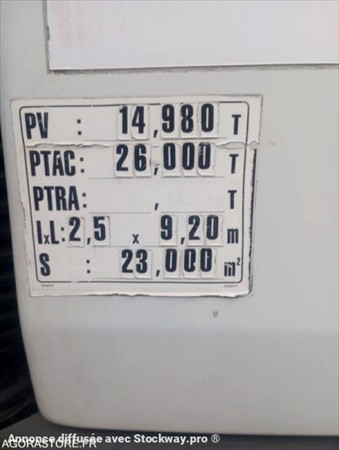 PV : 14,980 T
PTAC: 26,000 T
PTRA: , T
lxL: 2,5 x 9,20 m
S : 23,000 m²
AGORASTORE.FR
Annonce diffusée avec Stockway.pro ®